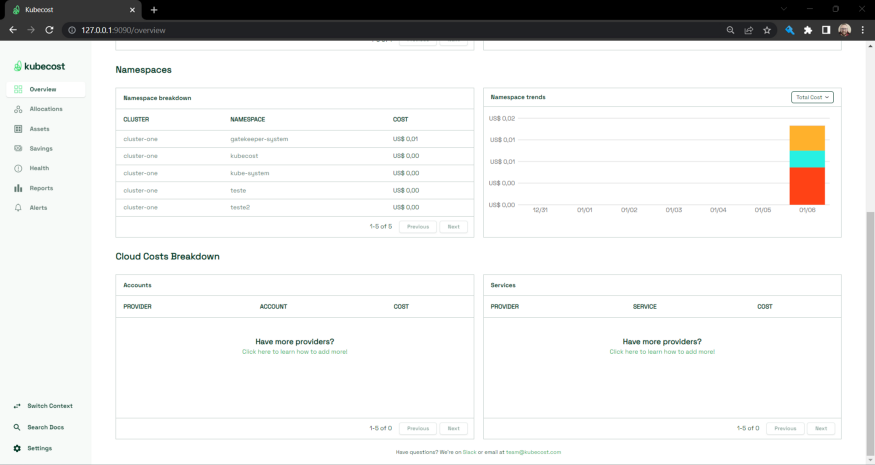 Kubecost
127.0.0.1:9090/overview
kubecost
Overview
Allocations
Assets
Savings
Health
Reports
Alerts
Switch Context
Search Docs
Settings
Previous Next
Namespaces
Namespace breakdown
CLUSTER NAMESPACE COST
cluster-one gatekeeper-system US$ 0,01
cluster-one kubecost US$ 0,00
cluster-one kube-system US$ 0,00
cluster-one teste US$ 0,00
cluster-one teste2 US$ 0,00
1-5 of 5 Previous Next
Namespace trends Total Cost
US$ 0,02
US$ 0,01
US$ 0,01
US$ 0,00
US$ 0,00
12/31 01/01 01/02 01/03 01/04 01/05 01/06
Cloud Costs Breakdown
Accounts
PROVIDER ACCOUNT COST
Have more providers?
Click here to learn how to add more!
1-5 of 0 Previous Next
Services
PROVIDER SERVICE COST
Have more providers?
Click here to learn how to add more!
1-5 of 0 Previous Next
Have questions? We're on Slack or email at team@kubecost.com